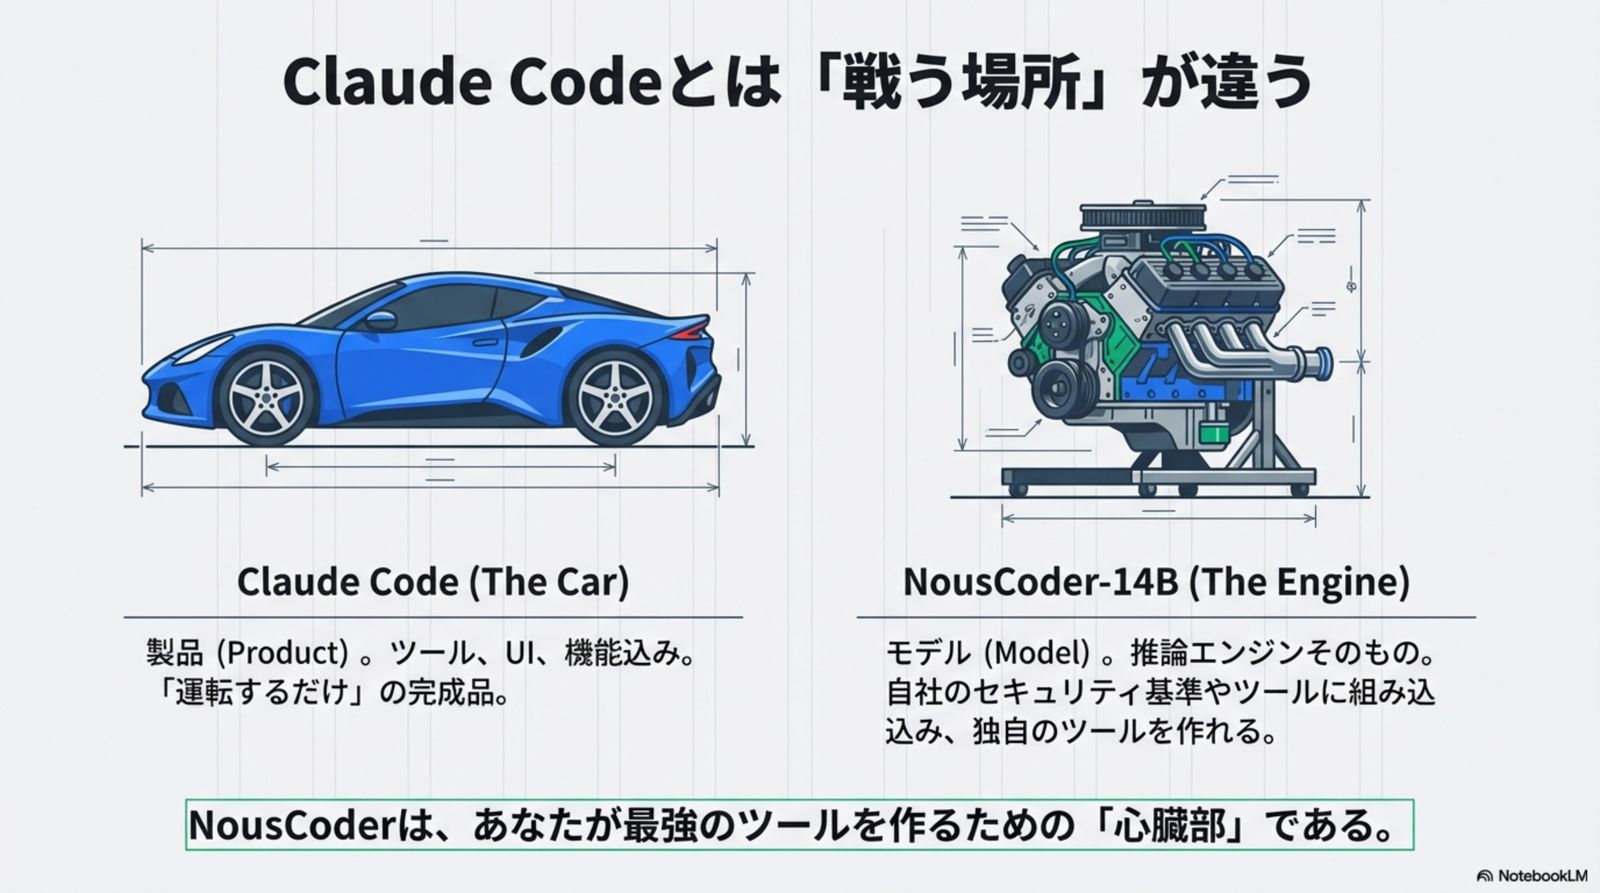 Claude Codeとは「戦う場所」が違う
Claude Code (The Car)
製品 (Product) 。ツール、UI、機能込み。
「運転するだけ」の完成品。
NousCoder-14B (The Engine)
モデル (Model) 。推論エンジンそのもの。
自社のセキュリティ基準やツールに組み込
込み、独自のツールを作れる。
NousCoderは、あなたが最強のツールを作るための「心臓部」である。
NotebookLM